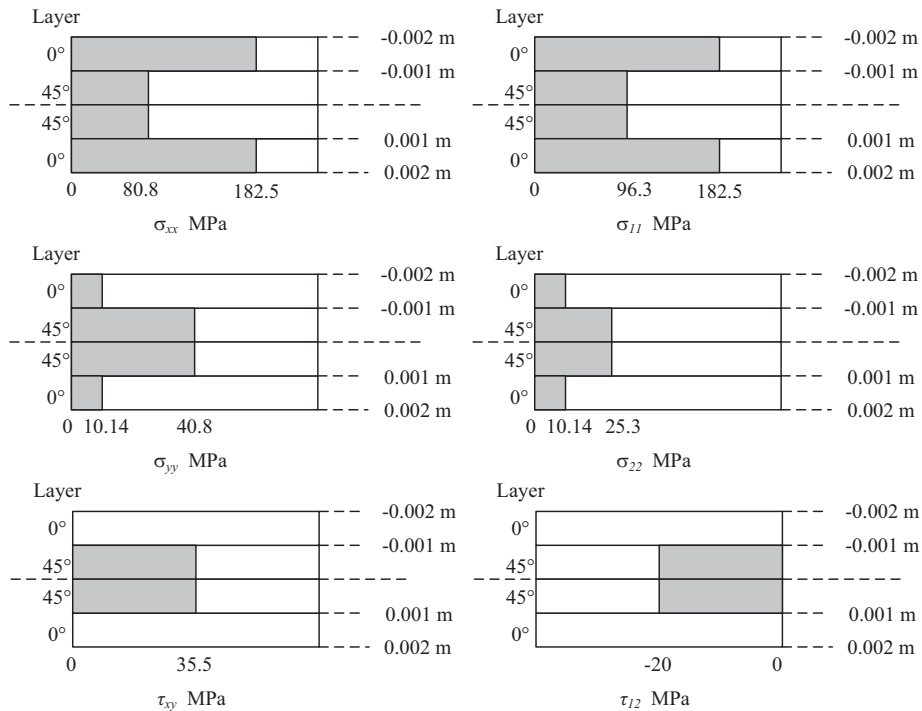 Layer
0° -0.002 m
-0.001 m
45°
45°
0.001 m
0° 0.002 m
0 80.8 182.5
σxx MPa
Layer
0° -0.002 m
-0.001 m
45°
45°
0.001 m
0° 0.002 m
0 96.3 182.5
σ11 MPa
Layer
0° -0.002 m
-0.001 m
45°
45°
0.001 m
0° 0.002 m
0 10.14 40.8
σyy MPa
Layer
0° -0.002 m
-0.001 m
45°
45°
0.001 m
0° 0.002 m
0 10.14 25.3
σ22 MPa
Layer
0° -0.002 m
-0.001 m
45°
45°
0.001 m
0° 0.002 m
0 35.5
τxy MPa
Layer
0° -0.002 m
-0.001 m
45°
45°
0.001 m
0° 0.002 m
-20 0
τ12 MPa